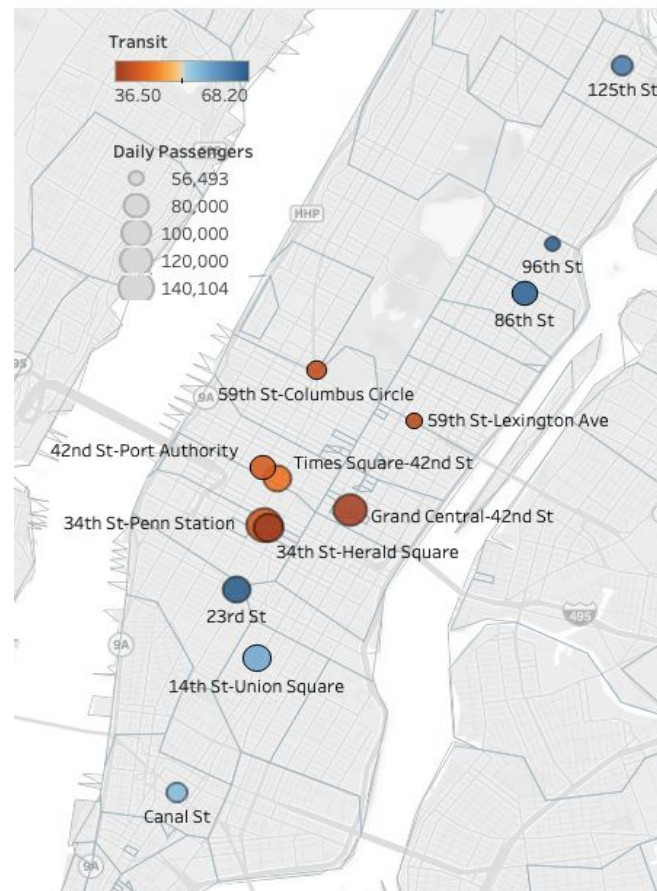 Transit
36.50 68.20
Daily Passengers
56,493
80,000
100,000
120,000
140,104
125th St
HHP
96th St
86th St
95
9A
59th St-Columbus Circle
59th St-Lexington Ave
42nd St-Port Authority
Times Square-42nd St
34th St-Penn Station
Grand Central-42nd St
34th St-Herald Square
23rd St
495
9A
14th St-Union Square
Canal St
9A